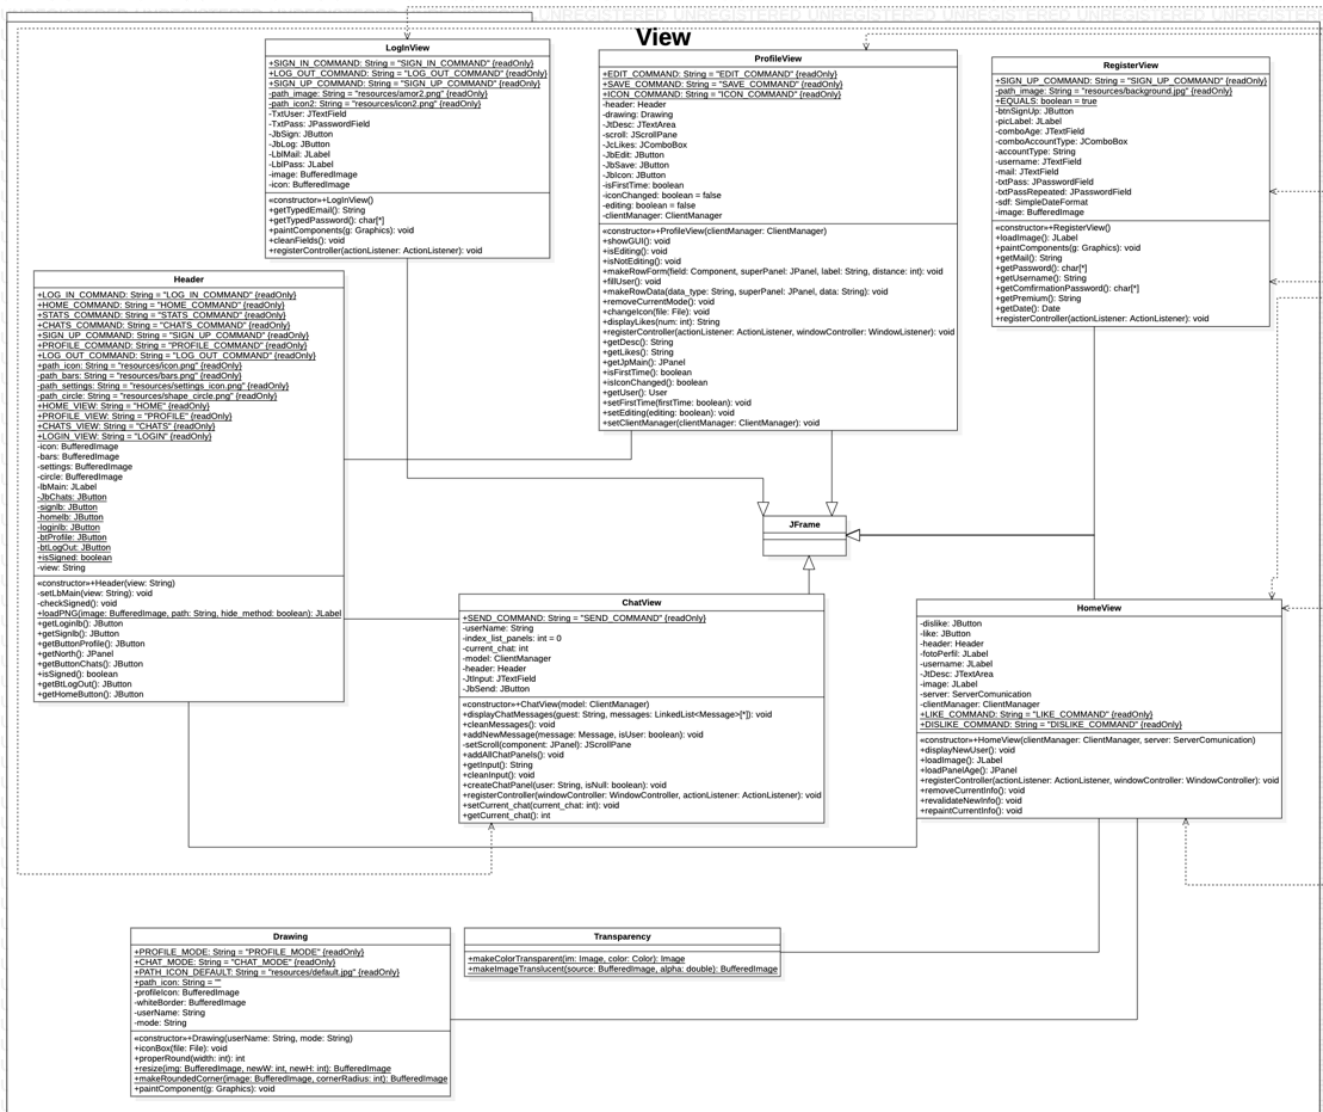 UNREGISTERED UNREGISTERED UNREGISTERED UNREGISTERED UNREGISTERED UNREGISTERED
View
LogInView
+SIGN_IN_COMMAND: String = "SIGN_IN_COMMAND" {readOnly}
+LOG_OUT_COMMAND: String = "LOG_OUT_COMMAND" {readOnly}
+SIGN_UP_COMMAND: String = "SIGN_UP_COMMAND" {readOnly}
-path_image: String = "resources/amor2.png" {readOnly}
-path_icon2: String = "resources/icon2.png" {readOnly}
-TxtUser: JTextField
-TxtPass: JPasswordField
-JbSign: JButton
-JbLog: JButton
-LblMail: JLabel
-LblPass: JLabel
-image: BufferedImage
-icon: BufferedImage
«constructor»+LogInView()
+getTypedEmail(): String
+getTypedPassword(): char[*]
+paintComponents(g: Graphics): void
+cleanFields(): void
+registerController(actionListener: ActionListener): void
ProfileView
+EDIT_COMMAND: String = "EDIT_COMMAND" {readOnly}
+SAVE_COMMAND: String = "SAVE_COMMAND" {readOnly}
+ICON_COMMAND: String = "ICON_COMMAND" {readOnly}
-header: Header
-drawing: Drawing
-JtDesc: JTextArea
-scroll: JScrollPane
-JcLikes: JComboBox
-JbEdit: JButton
-JbSave: JButton
-JbIcon: JButton
-isFirstTime: boolean
-iconChanged: boolean = false
-editing: boolean = false
-clientManager: ClientManager
«constructor»+ProfileView(clientManager: ClientManager)
+showGUI(): void
+isEditing(): void
+isNotEditing(): void
+makeRowForm(field: Component, superPanel: JPanel, label: String, distance: int): void
+fillUser(): void
+makeRowData(data_type: String, superPanel: JPanel, data: String): void
+removeCurrentMode(): void
+changeIcon(file: File): void
+displayLikes(num: int): String
+registerController(actionListener: ActionListener, windowController: WindowListener): void
+getDesc(): String
+getLikes(): String
+getJpMain(): JPanel
+isFirstTime(): boolean
+isIconChanged(): boolean
+getUser(): User
+setFirstTime(firstTime: boolean): void
+setEditing(editing: boolean): void
+setClientManager(clientManager: ClientManager): void
RegisterView
+SIGN_UP_COMMAND: String = "SIGN_UP_COMMAND" {readOnly}
-path_image: String = "resources/background.jpg" {readOnly}
+EQUALS: boolean = true
-btnSignUp: JButton
-picLabel: JLabel
-comboAge: JTextField
-comboAccountType: JComboBox
-accountType: String
-username: JTextField
-mail: JTextField
-txtPass: JPasswordField
-txtPassRepeated: JPasswordField
-sdf: SimpleDateFormat
-image: BufferedImage
«constructor»+RegisterView()
+loadImage(): JLabel
+paintComponents(g: Graphics): void
+getMail(): String
+getPassword(): char[*]
+getUsername(): String
+getComfirmationPassword(): char[*]
+getPremium(): String
+getDate(): Date
+registerController(actionListener: ActionListener): void
Header
+LOG_IN_COMMAND: String = "LOG_IN_COMMAND" {readOnly}
+HOME_COMMAND: String = "HOME_COMMAND" {readOnly}
+STATS_COMMAND: String = "STATS_COMMAND" {readOnly}
+CHATS_COMMAND: String = "CHATS_COMMAND" {readOnly}
+SIGN_UP_COMMAND: String = "SIGN_UP_COMMAND" {readOnly}
+PROFILE_COMMAND: String = "PROFILE_COMMAND" {readOnly}
+LOG_OUT_COMMAND: String = "LOG_OUT_COMMAND" {readOnly}
+path_icon: String = "resources/icon.png" {readOnly}
-path_bars: String = "resources/bars.png" {readOnly}
-path_settings: String = "resources/settings_icon.png" {readOnly}
-path_circle: String = "resources/shape_circle.png" {readOnly}
+HOME_VIEW: String = "HOME" {readOnly}
+PROFILE_VIEW: String = "PROFILE" {readOnly}
+CHATS_VIEW: String = "CHATS" {readOnly}
+LOGIN_VIEW: String = "LOGIN" {readOnly}
-icon: BufferedImage
-bars: BufferedImage
-settings: BufferedImage
-circle: BufferedImage
-lbMain: JLabel
-JbChats: JButton
-signIb: JButton
-homeIb: JButton
-loginIb: JButton
-btProfile: JButton
-btLogOut: JButton
+isSigned: boolean
-view: String
«constructor»+Header(view: String)
-setLbMain(view: String): void
-checkSigned(): void
+loadPNG(image: BufferedImage, path: String, hide_method: boolean): JLabel
+getLoginIb(): JButton
+getSignIb(): JButton
+getButtonProfile(): JButton
+getNorth(): JPanel
+getButtonChats(): JButton
+isSigned(): boolean
+getBtLogOut(): JButton
+getHomeButton(): JButton
JFrame
ChatView
+SEND_COMMAND: String = "SEND_COMMAND" {readOnly}
-userName: String
-index_list_panels: int = 0
-current_chat: int
-model: ClientManager
-header: Header
-JtInput: JTextField
-JbSend: JButton
«constructor»+ChatView(model: ClientManager)
+displayChatMessages(guest: String, messages: LinkedList<Message>[*]): void
+cleanMessages(): void
+addNewMessage(message: Message, isUser: boolean): void
-setScroll(component: JPanel): JScrollPane
+addAllChatPanels(): void
+getInput(): String
+cleanInput(): void
+createChatPanel(user: String, isNull: boolean): void
+registerController(windowController: WindowController, actionListener: ActionListener): void
+setCurrent_chat(current_chat: int): void
+getCurrent_chat(): int
HomeView
-dislike: JButton
-like: JButton
-header: Header
-fotoPerfil: JLabel
-username: JLabel
-JtDesc: JTextArea
-image: JLabel
-server: ServerComunication
-clientManager: ClientManager
+LIKE_COMMAND: String = "LIKE_COMMAND" {readOnly}
+DISLIKE_COMMAND: String = "DISLIKE_COMMAND" {readOnly}
«constructor»+HomeView(clientManager: ClientManager, server: ServerComunication)
+displayNewUser(): void
+loadImage(): JLabel
+loadPanelAge(): JPanel
+registerController(actionListener: ActionListener, windowController: WindowController): void
+removeCurrentInfo(): void
+revalidateNewInfo(): void
+repaintCurrentInfo(): void
Drawing
+PROFILE_MODE: String = "PROFILE_MODE" {readOnly}
+CHAT_MODE: String = "CHAT_MODE" {readOnly}
+PATH_ICON_DEFAULT: String = "resources/default.jpg" {readOnly}
+path_icon: String = ""
-profileIcon: BufferedImage
-whiteBorder: BufferedImage
-userName: String
-mode: String
«constructor»+Drawing(userName: String, mode: String)
+iconBox(file: File): void
+properRound(width: int): int
+resize(img: BufferedImage, newW: int, newH: int): BufferedImage
+makeRoundedCorner(image: BufferedImage, cornerRadius: int): BufferedImage
+paintComponent(g: Graphics): void
Transparency
+makeColorTransparent(im: Image, color: Color): Image
+makeImageTranslucent(source: BufferedImage, alpha: double): BufferedImage